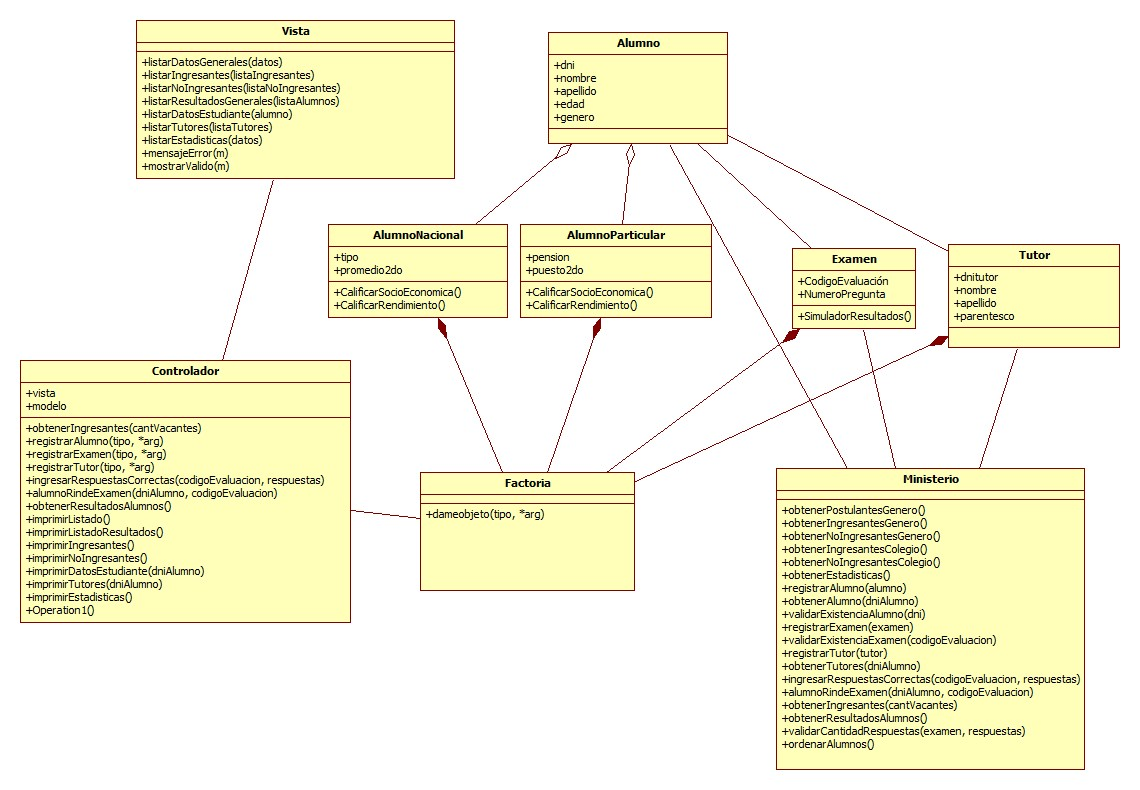 Vista
+listarDatosGenerales(datos)
+listarIngresantes(listaIngresantes)
+listarNoIngresantes(listaNoIngresantes)
+listarResultadosGenerales(listaAlumnos)
+listarDatosEstudiante(alumno)
+listarTutores(listaTutores)
+listarEstadisticas(datos)
+mensajeError(m)
+mostrarValido(m)
Alumno
+dni
+nombre
+apellido
+edad
+genero
AlumnoNacional
+tipo
+promedio2do
+CalificarSocioEconomica()
+CalificarRendimiento()
AlumnoParticular
+pension
+puesto2do
+CalificarSocioEconomica()
+CalificarRendimiento()
Examen
+CodigoEvaluación
+NumeroPregunta
+SimuladorResultados()
Tutor
+dnitutor
+nombre
+apellido
+parentesco
Controlador
+vista
+modelo
+obtenerIngresantes(cantVacantes)
+registrarAlumno(tipo, *arg)
+registrarExamen(tipo, *arg)
+registrarTutor(tipo, *arg)
+ingresarRespuestasCorrectas(codigoEvaluacion, respuestas)
+alumnoRindeExamen(dniAlumno, codigoEvaluacion)
+obtenerResultadosAlumnos()
+imprimirListado()
+imprimirListadoResultados()
+imprimirIngresantes()
+imprimirNoIngresantes()
+imprimirDatosEstudiante(dniAlumno)
+imprimirTutores(dniAlumno)
+imprimirEstadisticas()
+Operation1()
Factoria
+dameobjeto(tipo, *arg)
Ministerio
+obtenerPostulantesGenero()
+obtenerIngresantesGenero()
+obtenerNoIngresantesGenero()
+obtenerIngresantesColegio()
+obtenerNoIngresantesColegio()
+obtenerEstadisticas()
+registrarAlumno(alumno)
+obtenerAlumno(dniAlumno)
+validarExistenciaAlumno(dni)
+registrarExamen(examen)
+validarExistenciaExamen(codigoEvaluacion)
+registrarTutor(tutor)
+obtenerTutores(dniAlumno)
+ingresarRespuestasCorrectas(codigoEvaluacion, respuestas)
+alumnoRindeExamen(dniAlumno, codigoEvaluacion)
+obtenerIngresantes(cantVacantes)
+obtenerResultadosAlumnos()
+validarCantidadRespuestas(examen, respuestas)
+ordenarAlumnos()